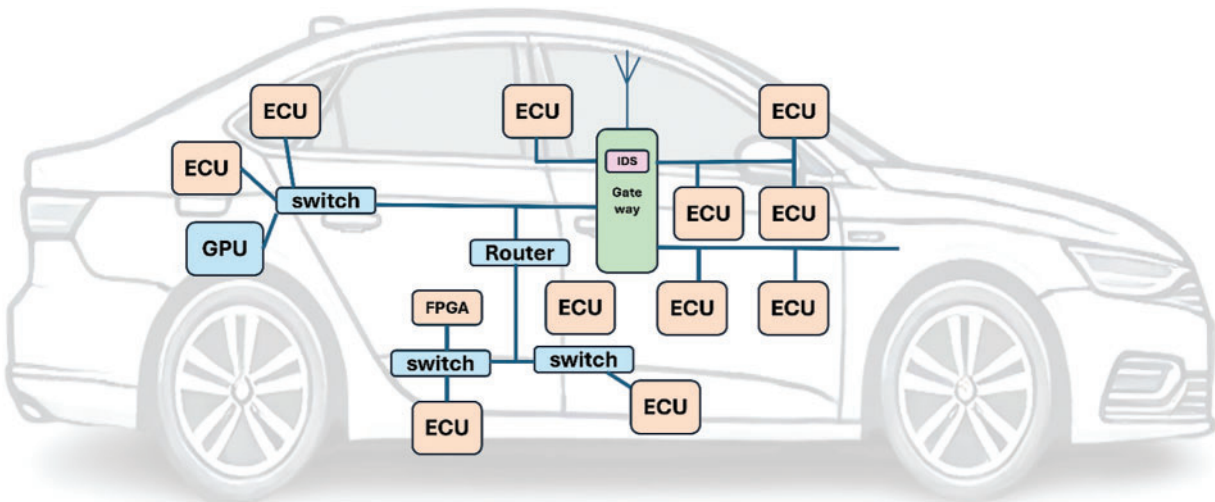 ECU
ECU
ECU
ECU
IDS
Gate
way
switch
ECU
ECU
GPU
Router
FPGA
ECU
ECU
ECU
switch
switch
ECU
ECU